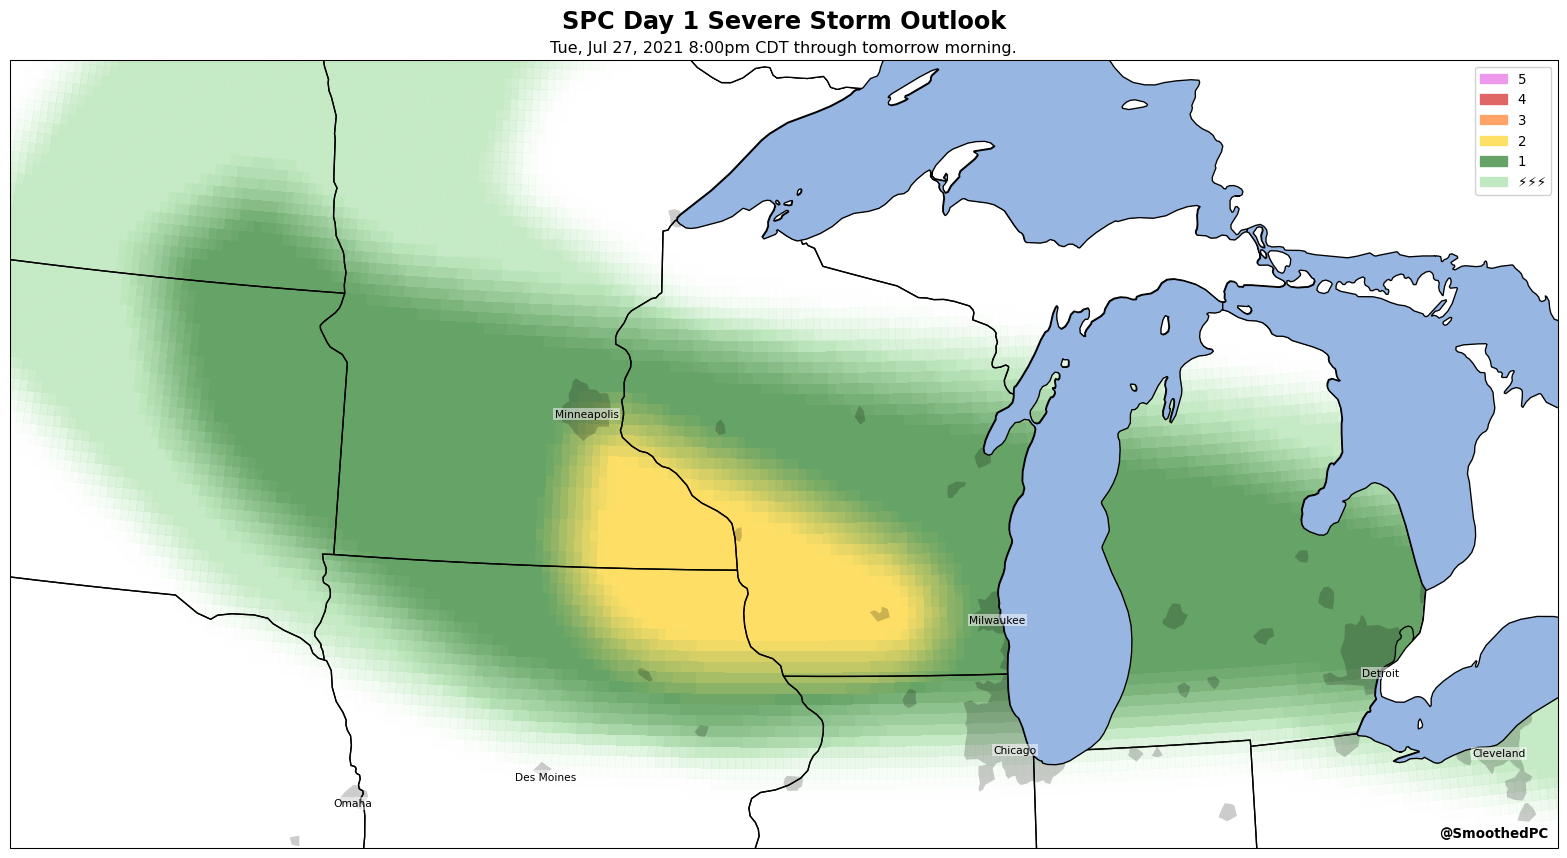 SPC Day 1 Severe Storm Outlook
Tue, Jul 27, 2021 8:00pm CDT through tomorrow morning.
5
4
3
2
1
⚡⚡⚡
Minneapolis
Milwaukee
Detroit
Chicago
Cleveland
Des Moines
Omaha
@SmoothedPC